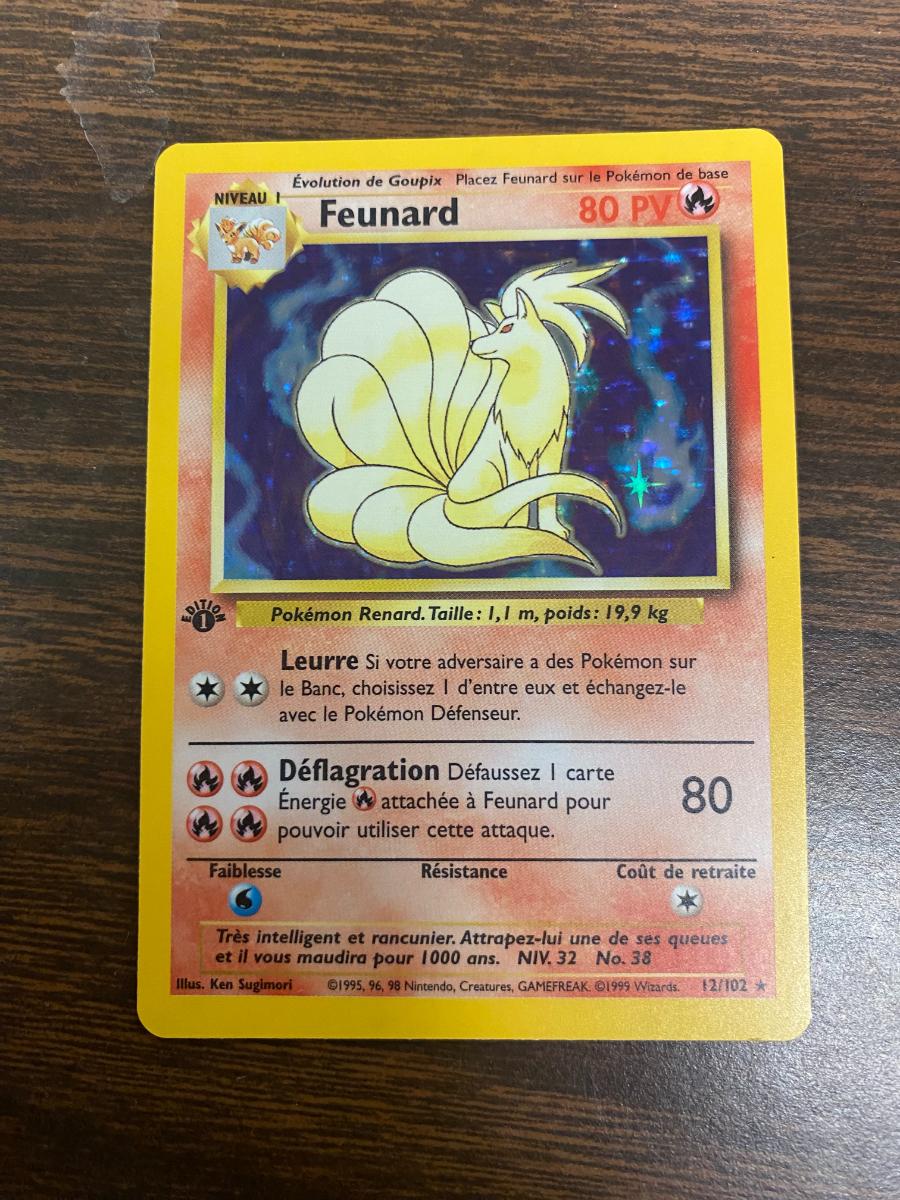 Évolution de Goupix Placez Feunard sur le Pokémon de base
NIVEAU 1
Feunard 80 PV
Pokémon Renard. Taille: 1,1 m, poids: 19,9 kg
EDITION
1
Leurre Si votre adversaire a des Pokémon sur
le Banc, choisissez 1 d'entre eux et échangez-le
avec le Pokémon Défenseur.
Déflagration Défaussez 1 carte
Énergie attachée à Feunard pour
pouvoir utiliser cette attaque.
80
Faiblesse Résistance Coût de retraite
Très intelligent et rancunier. Attrapez-lui une de ses queues
et il vous maudira pour 1000 ans. NIV. 32 No. 38
Illus. Ken Sugimori ©1995, 96, 98 Nintendo, Creatures, GAMEFREAK. ©1999 Wizards. 12/102 ★